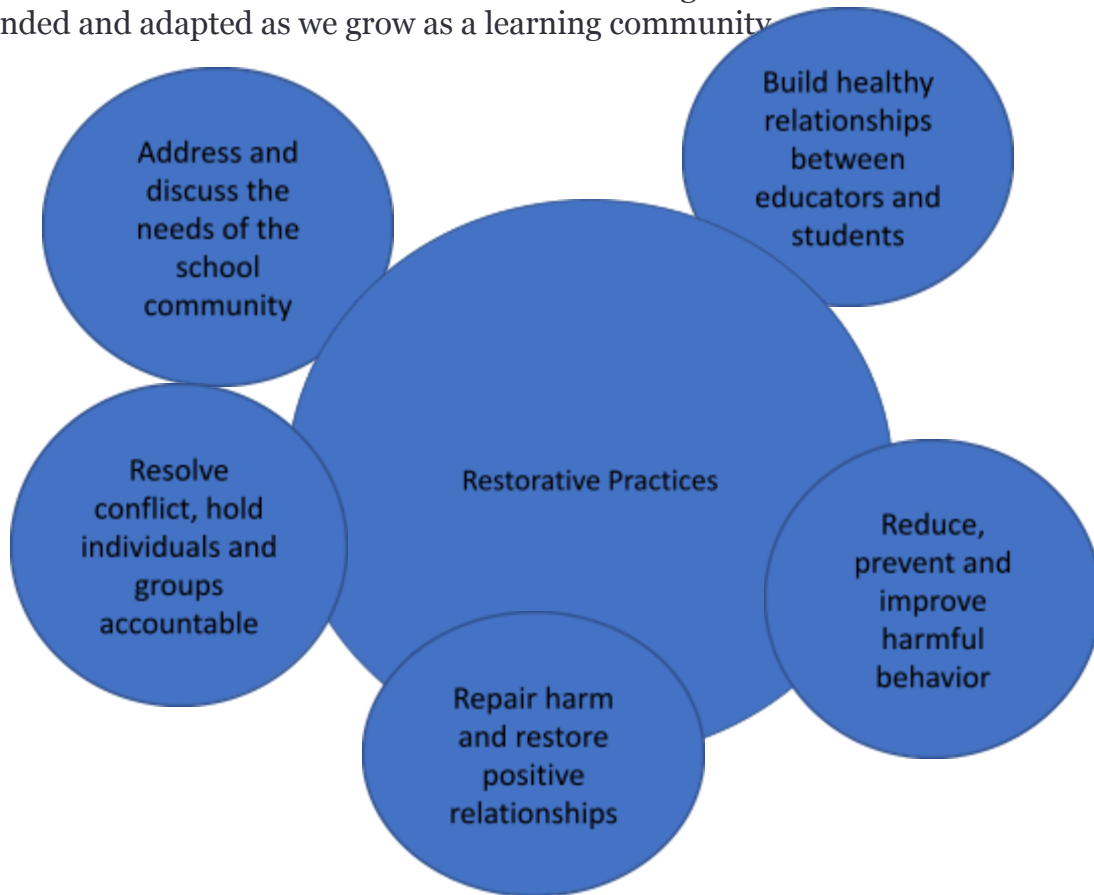 nded and adapted as we grow as a learning community
Build healthy
relationships
between
educators and
students
Address and
discuss the
needs of the
school
community
Restorative Practices
Resolve
conflict, hold
individuals and
groups
accountable
Reduce,
prevent and
improve
harmful
behavior
Repair harm
and restore
positive
relationships